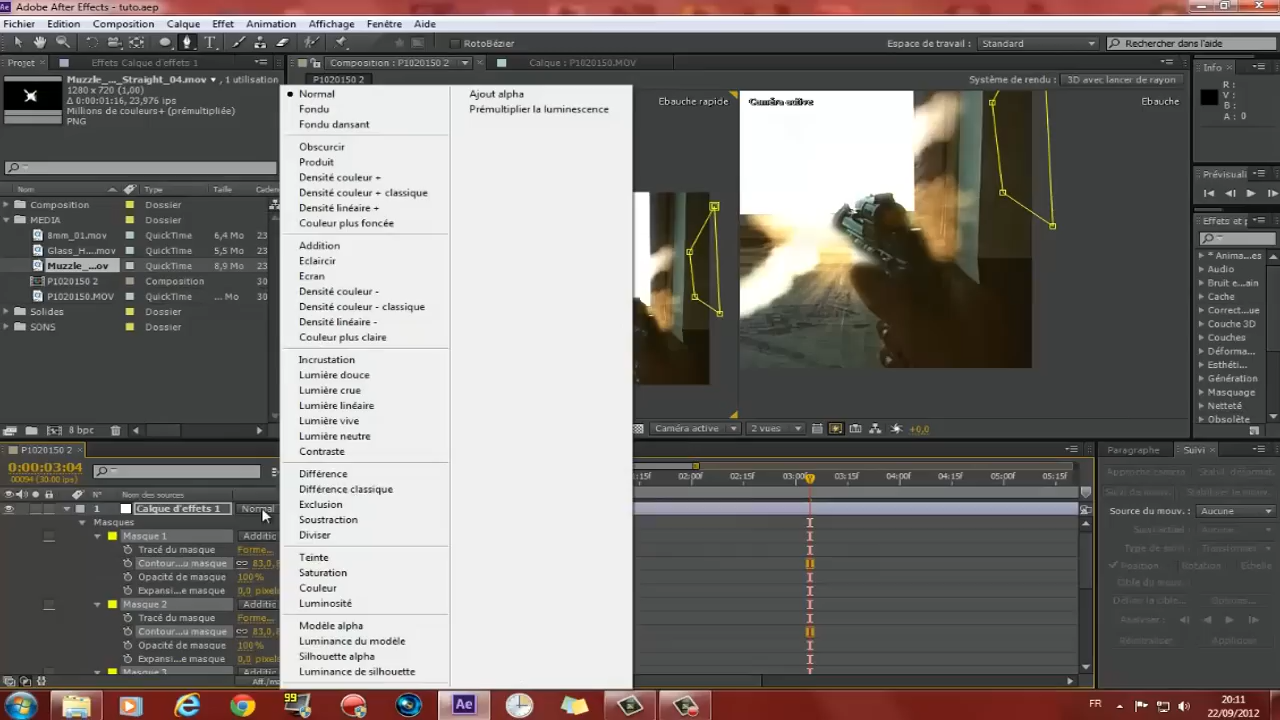 Adobe After Effects - tuto.aep
Fichier Edition Composition Calque Effet Animation Affichage Fenêtre Aide
RotoBézier
Espace de travail : Standard
Rechercher dans l'aide
Projet
Effets Calque d'effets 1
Composition : P1020150 2
Calque : P1020150.MOV
Info
Muzzle_..._Straight_04.mov , 1 utilisation
1280 x 720 (1,00)
Δ 0:00:01:16, 23,976 ips
Millions de couleurs+ (prémultipliée)
PNG
P1020150 2
Système de rendu : 3D avec lancer de rayon
Ebauche rapide
Caméra active
Ebauche
R :
V :
B :
A : 0
Nom Type Taille Caden
Composition Dossier
MEDIA Dossier
8mm_01.mov QuickTime 6,4 Mo 23
Glass_H....mov QuickTime 5,5 Mo 23
Muzzle_...ov QuickTime 8,9 Mo 23
P1020150 2 Composition 30
P1020150.MOV QuickTime ... Mo 30
Solides Dossier
SONS Dossier
8 bpc
Normal
Fondu
Fondu dansant
Obscurcir
Produit
Densité couleur +
Densité couleur + classique
Densité linéaire +
Couleur plus foncée
Addition
Eclaircir
Ecran
Densité couleur -
Densité couleur - classique
Densité linéaire -
Couleur plus claire
Incrustation
Lumière douce
Lumière crue
Lumière linéaire
Lumière vive
Lumière neutre
Contraste
Différence
Différence classique
Exclusion
Soustraction
Diviser
Teinte
Saturation
Couleur
Luminosité
Modèle alpha
Luminance du modèle
Silhouette alpha
Luminance de silhouette
Ajout alpha
Prémultiplier la luminescence
Prévisuali
Effets et p
* Anima...es
Audio
Bruit e...ain
Cache
Correct...ue
Couche 3D
Couches
Déforma...
Esthéti...
Génération
Masquage
Netteté
Obsolète
Caméra active
2 vues
+0,0
P1020150 2
0:00:03:04
00094 (30.00 ips)
N° Nom des sources
1 Calque d'effets 1 Normal
Masques
Masque 1 Additic
Tracé du masque Forme...
Contour...u masque 83,0,8
Opacité de masque 100%
Expansi...masque 0,0 pixels
Masque 2 Additic
Tracé du masque Forme...
Contour...u masque 83,0,8
Opacité de masque 100%
Expansi...masque 0,0 pixels
Masque 3 Additic
:15f 02:00f 02:15f 03:00f 03:15f 04:00f 04:15f 05:00f 05:15f
Paragraphe
Suivi
Source du mouv. : Aucune
Position Rotation Echelle
Analyser :
Réinitialiser Appliquer
FR
20:11
22/09/2012